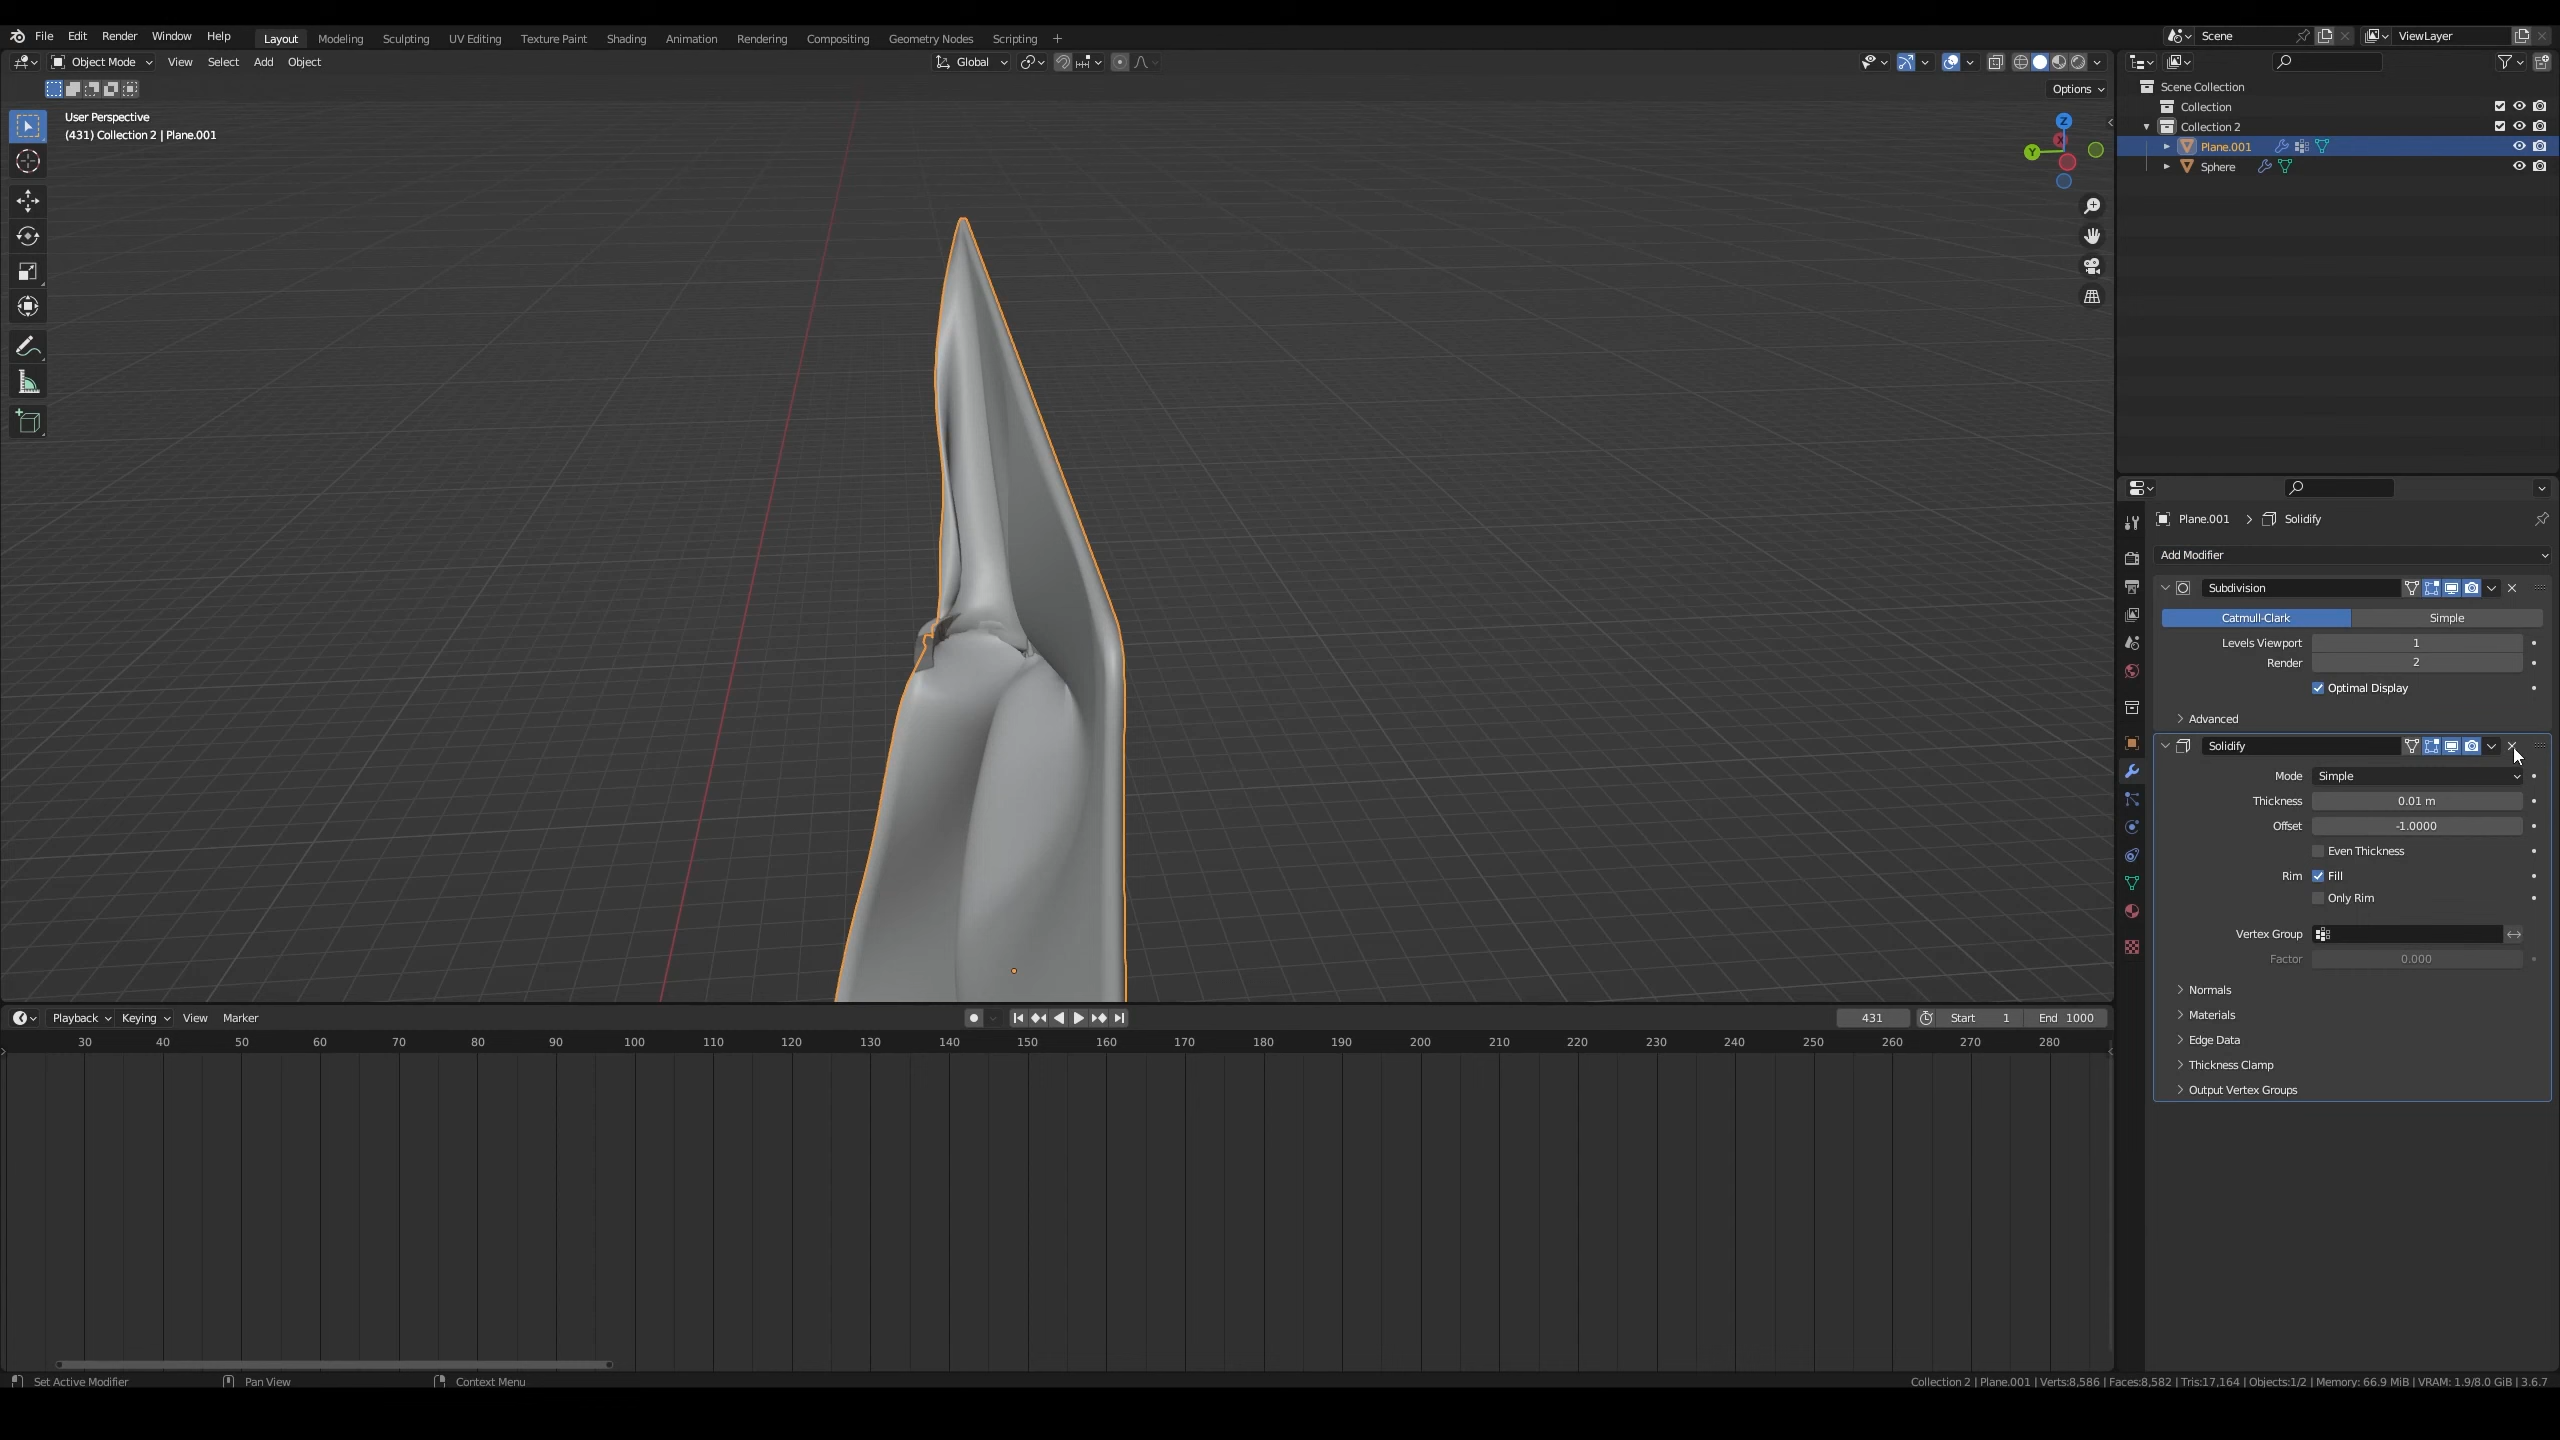 File Edit Render Window Help Layout Modeling Sculpting UV Editing Texture Paint Shading Animation Rendering Compositing Geometry Nodes Scripting + Scene ViewLayer
Object Mode View Select Add Object Global
Options
User Perspective
(431) Collection 2 | Plane.001
Z
X
Y
Scene Collection
Collection
Collection 2
Plane.001
Sphere
Plane.001 > Solidify
Add Modifier
Subdivision
Catmull-Clark Simple
Levels Viewport 1
Render 2
Optimal Display
Advanced
Solidify
Mode Simple
Thickness 0.01 m
Offset -1.0000
Even Thickness
Rim Fill
Only Rim
Vertex Group
Factor 0.000
Normals
Materials
Edge Data
Thickness Clamp
Output Vertex Groups
Playback Keying View Marker 431 Start 1 End 1000
30 40 50 60 70 80 90 100 110 120 130 140 150 160 170 180 190 200 210 220 230 240 250 260 270 280
Set Active Modifier Pan View Context Menu Collection 2 | Plane.001 | Verts:8,586 | Faces:8,582 | Tris:17,164 | Objects:1/2 | Memory: 66.9 MiB | VRAM: 1.9/8.0 GiB | 3.6.7